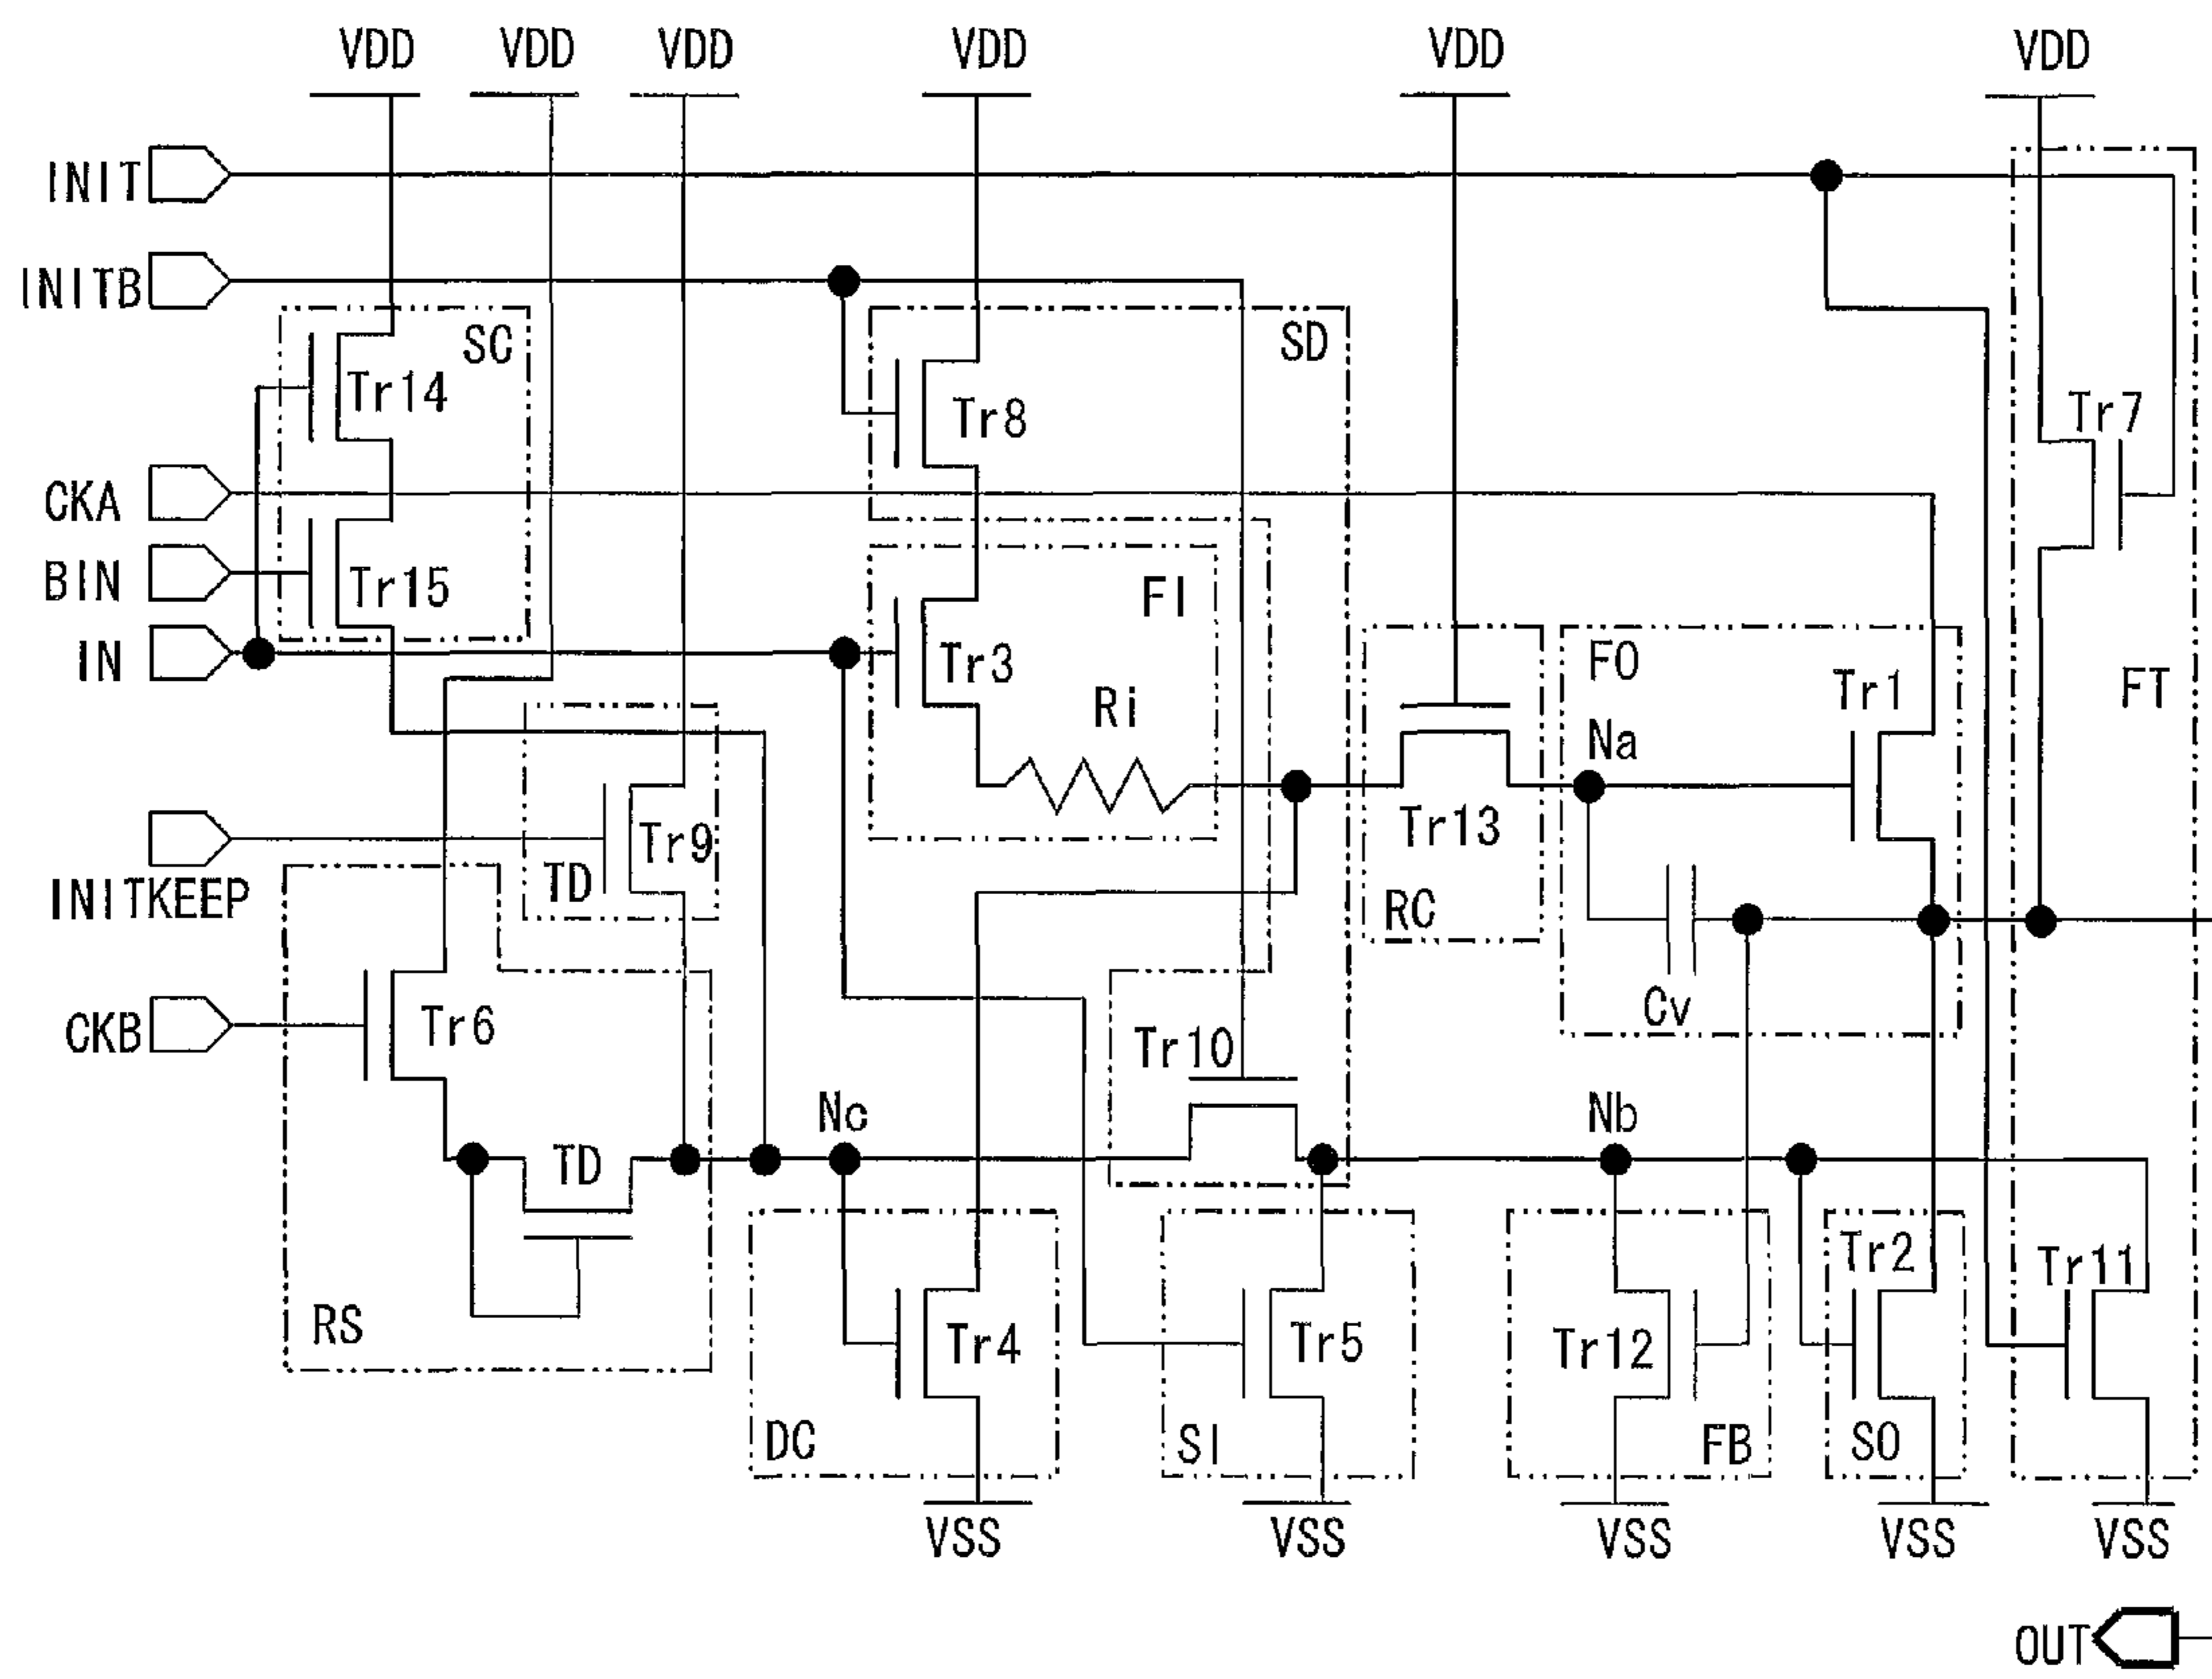 VDD VDD VDD VDD VDD VDD
INIT
INITB
SC
SD
Tr14
Tr8
Tr7
CKA
BIN
Tr15
FI
IN
Tr3
FO
Tr1
FT
Ri
Na
Tr9
Tr13
TD
INITKEEP
RC
Cv
CKB
Tr6
Tr10
Nc
Nb
TD
Tr2
Tr11
RS
Tr4
Tr5
Tr12
DC
SI
FB
SO
VSS VSS VSS VSS VSS
OUT